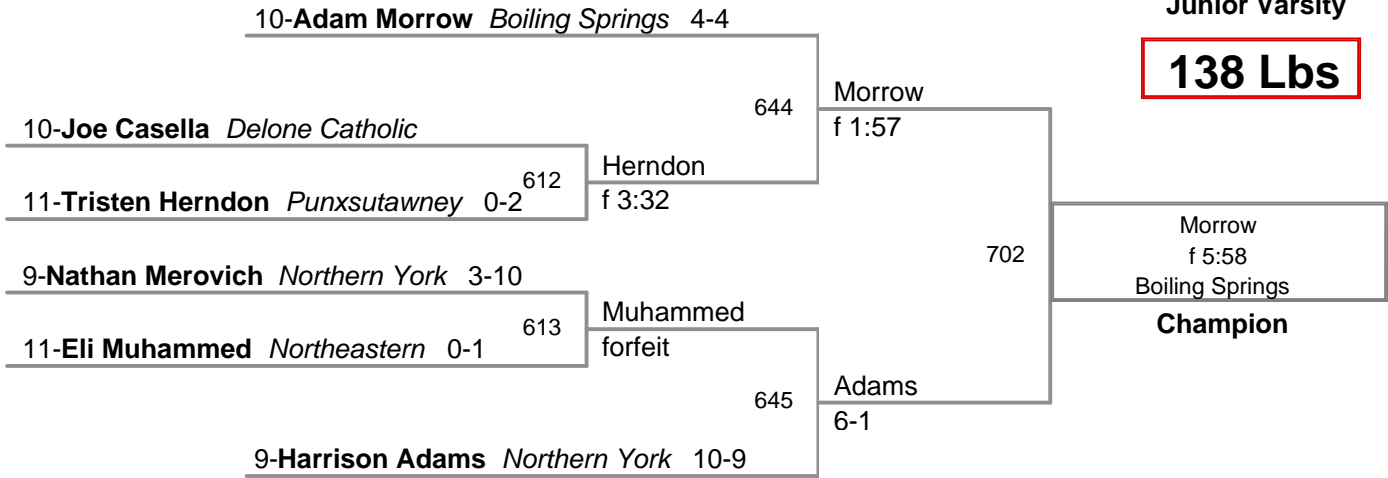 Junior Varsity
138 Lbs
10-Adam Morrow Boiling Springs 4-4
644
Morrow
f 1:57
10-Joe Casella Delone Catholic
612
Herndon
f 3:32
11-Tristen Herndon Punxsutawney 0-2
702
Morrow
f 5:58
Boiling Springs
Champion
9-Nathan Merovich Northern York 3-10
613
Muhammed
forfeit
11-Eli Muhammed Northeastern 0-1
645
Adams
6-1
9-Harrison Adams Northern York 10-9